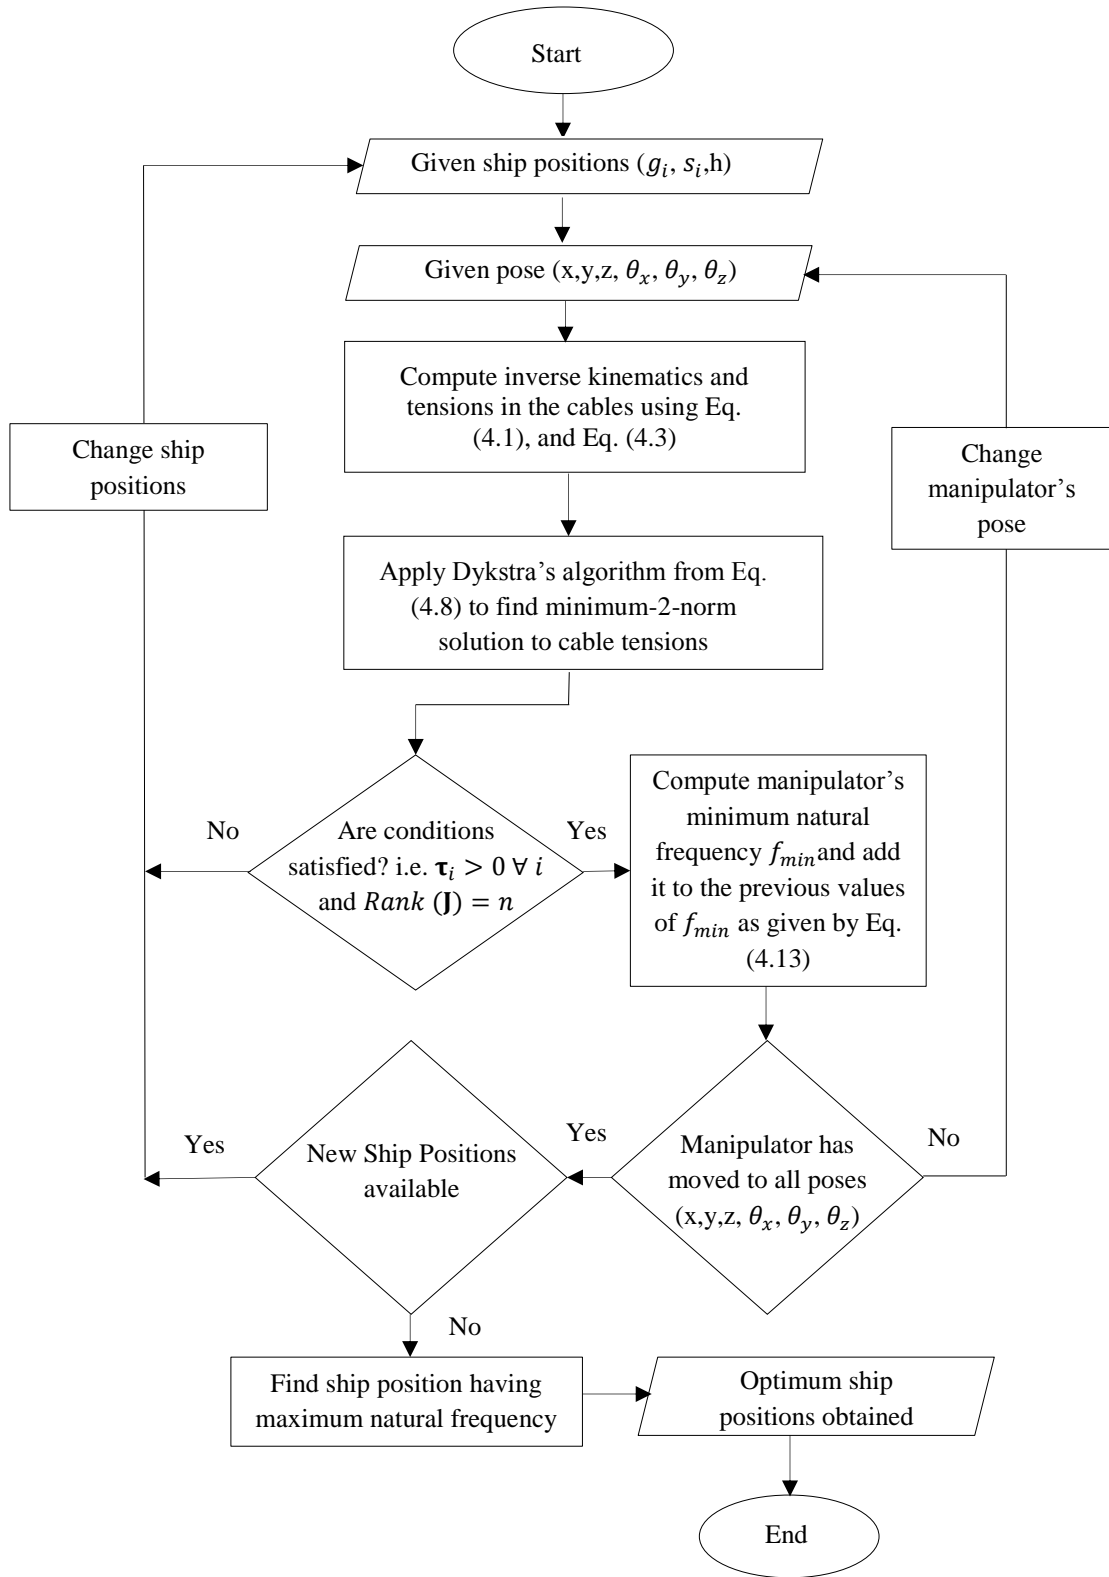 Start
Given ship positions (𝑔ᵢ, 𝑠ᵢ,h)
Given pose (x,y,z, 𝜃ₓ, 𝜃_y, 𝜃_z)
Compute inverse kinematics and
tensions in the cables using Eq.
(4.1), and Eq. (4.3)
Change ship
positions
Change
manipulator’s
pose
Apply Dykstra’s algorithm from Eq.
(4.8) to find minimum-2-norm
solution to cable tensions
No
Are conditions
satisfied? i.e. 𝛕ᵢ > 0 ∀ 𝑖
and 𝑅𝑎𝑛𝑘 (𝐉) = 𝑛
Yes
Compute manipulator’s
minimum natural
frequency 𝑓_𝑚𝑖𝑛 and add
it to the previous values
of 𝑓_𝑚𝑖𝑛 as given by Eq.
(4.13)
Yes
New Ship Positions
available
Yes
Manipulator has
moved to all poses
(x,y,z, 𝜃ₓ, 𝜃_y, 𝜃_z)
No
No
Find ship position having
maximum natural frequency
Optimum ship
positions obtained
End